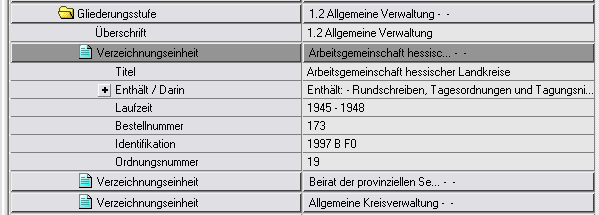 Gliederungsstufe 1.2 Allgemeine Verwaltung - -
Überschrift 1.2 Allgemeine Verwaltung
Verzeichnungseinheit Arbeitsgemeinschaft hessisc... - -
Titel Arbeitsgemeinschaft hessischer Landkreise
Enthält / Darin Enthält: - Rundschreiben, Tagesordnungen und Tagungsni...
Laufzeit 1945 - 1948
Bestellnummer 173
Identifikation 1997 B F0
Ordnungsnummer 19
Verzeichnungseinheit Beirat der provinziellen Se... - -
Verzeichnungseinheit Allgemeine Kreisverwaltung - -